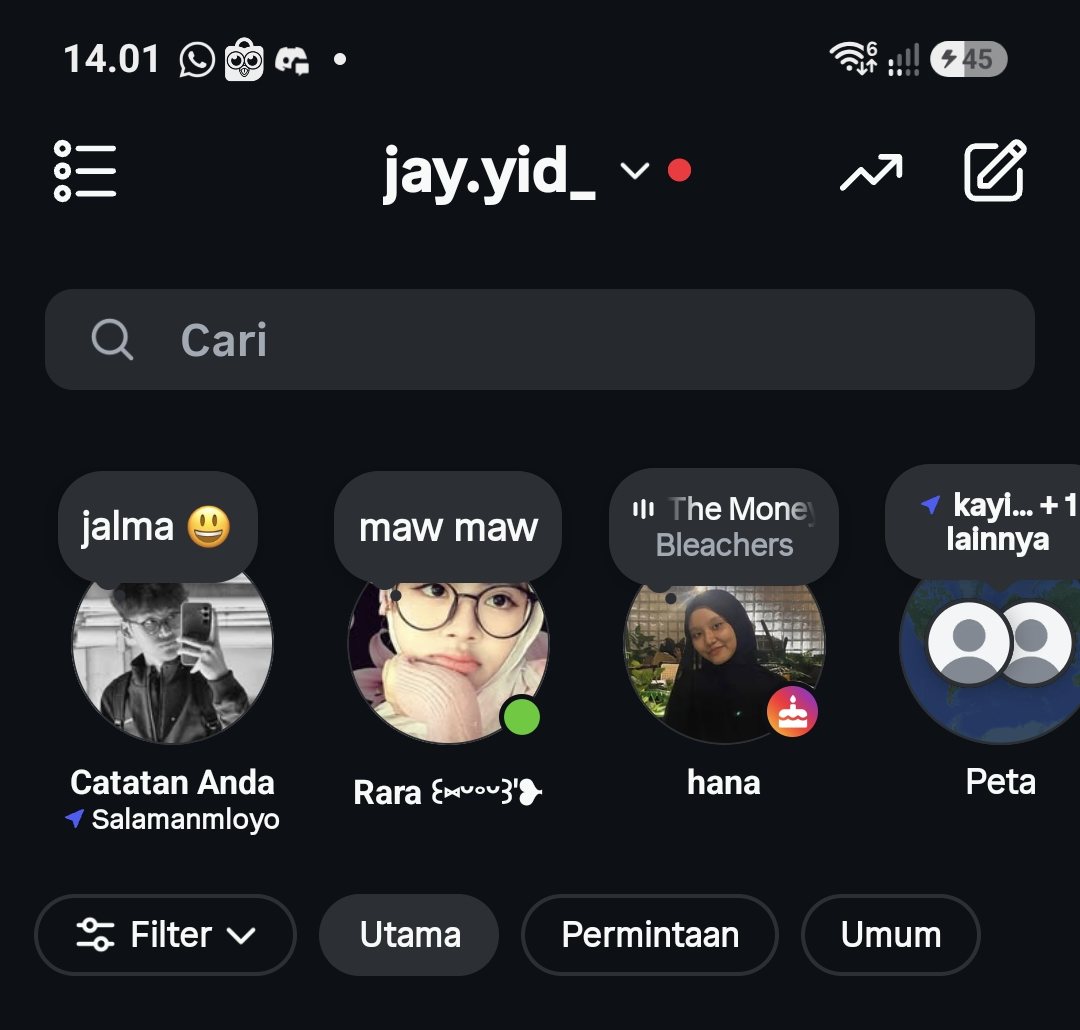 14.01 6 45
jay.yid_
Cari
jalma 😃
maw maw
The Money
Bleachers
kayi... + 1
lainnya
Catatan Anda
Salamanmloyo
Rara ꒰⑅ᵕ༚ᵕ꒱'❥
hana
Peta
Filter
Utama
Permintaan
Umum